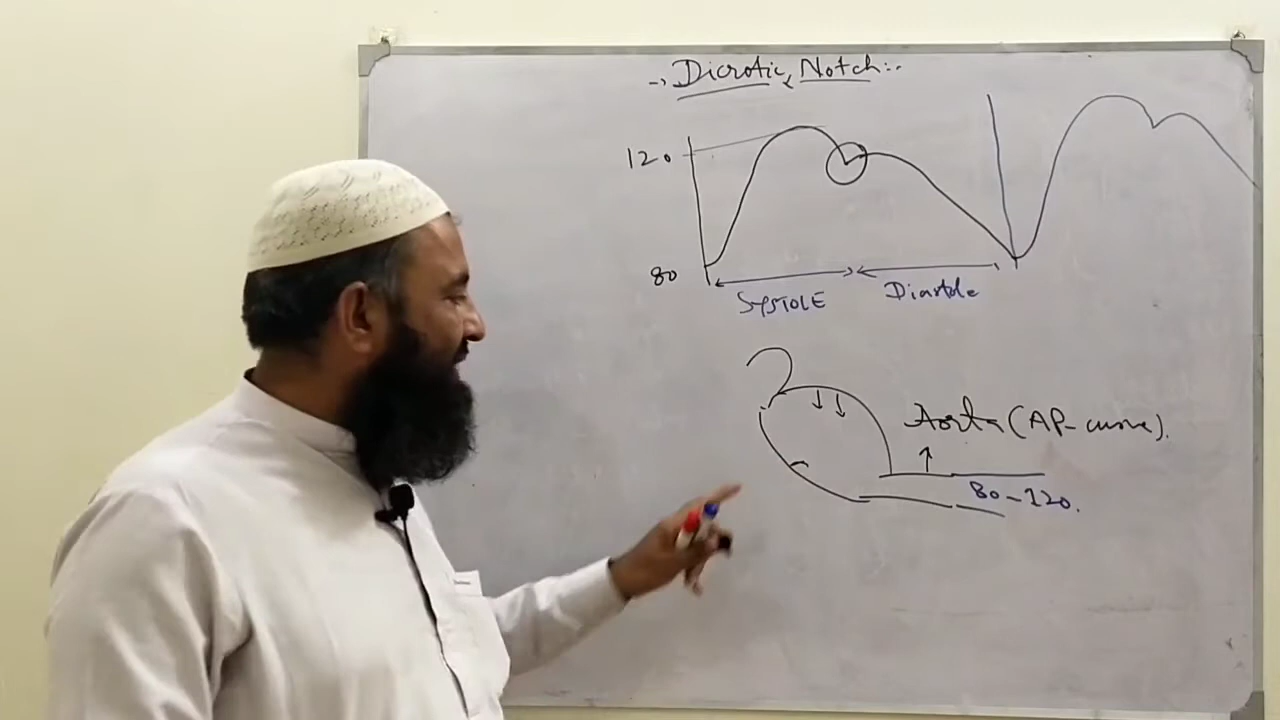 → Dicrotic Notch:-
120
80
SYSTOLE Diastole
Aorta (AP-curve).
80-120.